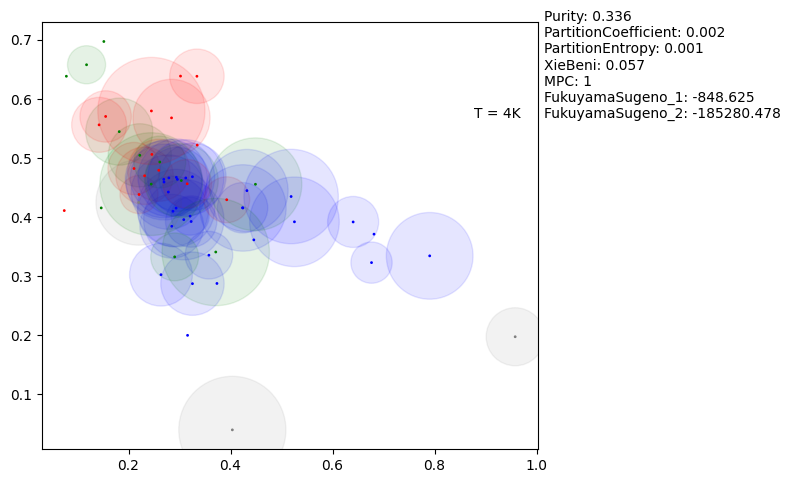 Purity: 0.336
PartitionCoefficient: 0.002
PartitionEntropy: 0.001
XieBeni: 0.057
MPC: 1
FukuyamaSugeno_1: -848.625
FukuyamaSugeno_2: -185280.478
T = 4K
0.7
0.6
0.5
0.4
0.3
0.2
0.1
0.2 0.4 0.6 0.8 1.0